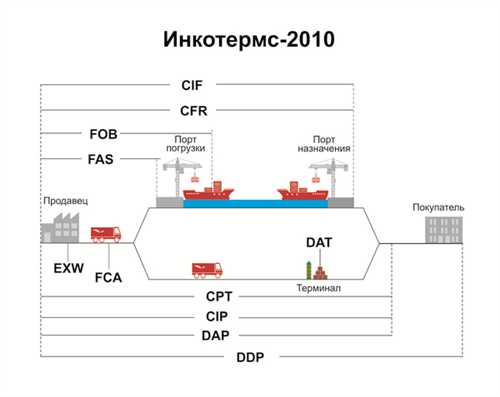 Инкотермс-2010
CIF
CFR
FOB
FAS
Порт
погрузки
Порт
назначения
Продавец
Покупатель
EXW
FCA
DAT
Терминал
CPT
CIP
DAP
DDP